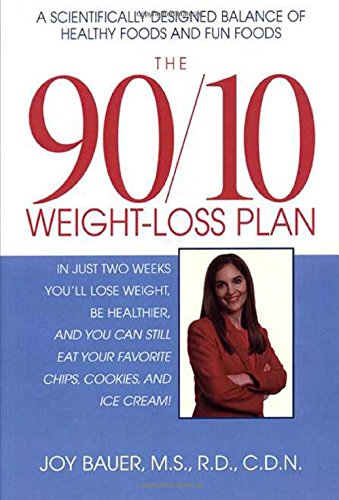 A SCIENTIFICALLY DESIGNED BALANCE OF
HEALTHY FOODS AND FUN FOODS
THE
90/10
WEIGHT-LOSS PLAN
IN JUST TWO WEEKS
YOU'LL LOSE WEIGHT,
BE HEALTHIER,
AND YOU CAN STILL
EAT YOUR FAVORITE
CHIPS, COOKIES, AND
ICE CREAM!
JOY BAUER, M.S., R.D., C.D.N.
Copyrighted Material